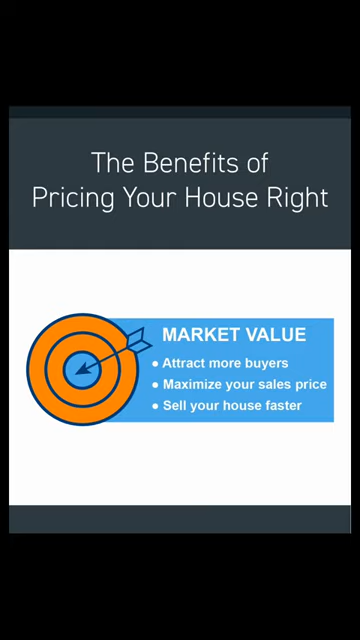 The Benefits of
Pricing Your House Right
MARKET VALUE
● Attract more buyers
● Maximize your sales price
● Sell your house faster